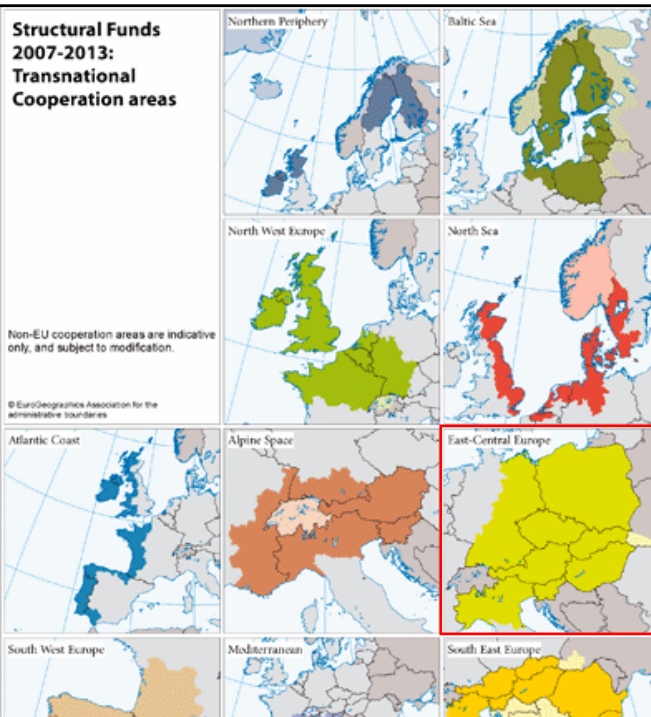 Structural Funds
2007-2013:
Transnational
Cooperation areas
Northern Periphery
Baltic Sea
North West Europe
North Sea
Non-EU cooperation areas are indicative
only, and subject to modification.
© EuroGeographics Association for the
administrative boundaries
Atlantic Coast
Alpine Space
East-Central Europe
South West Europe
Mediterranean
South East Europe